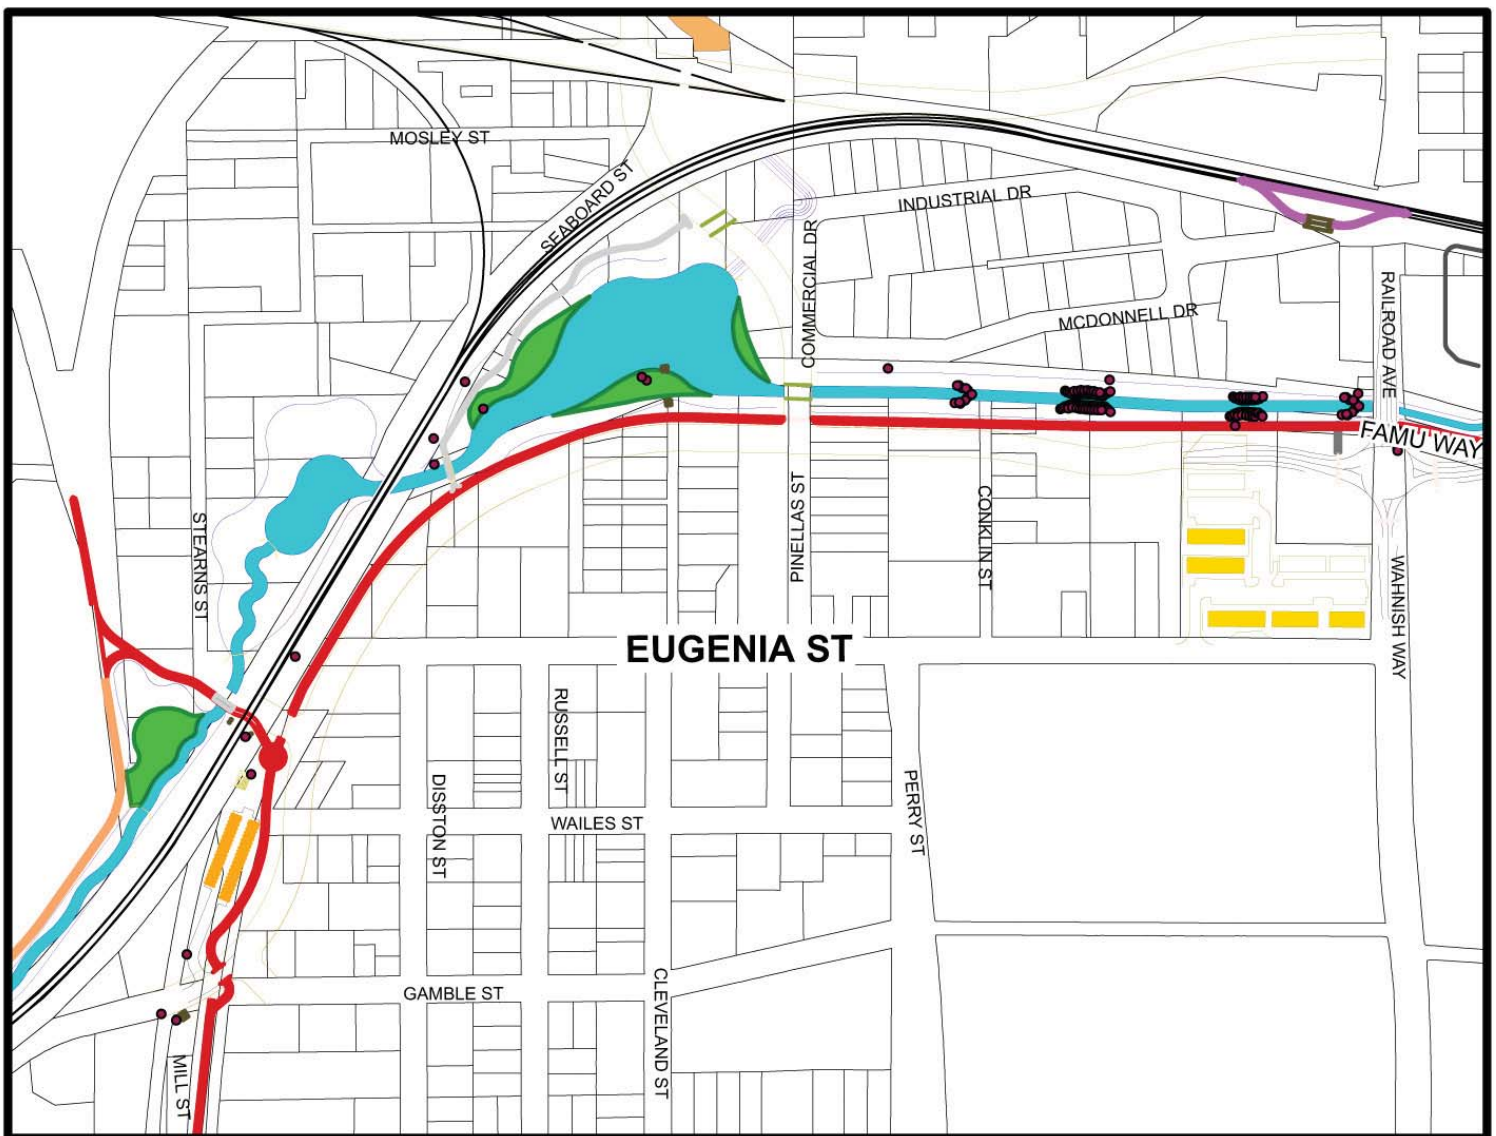 MOSLEY ST
SEABOARD ST
INDUSTRIAL DR
COMMERCIAL DR
MCDONNELL DR
RAILROAD AVE
FAMU WAY
STEARNS ST
PINELLAS ST
CONKLIN ST
WAHNISH WAY
EUGENIA ST
RUSSELL ST
DISSTON ST
PERRY ST
WAILES ST
GAMBLE ST
CLEVELAND ST
MILL ST